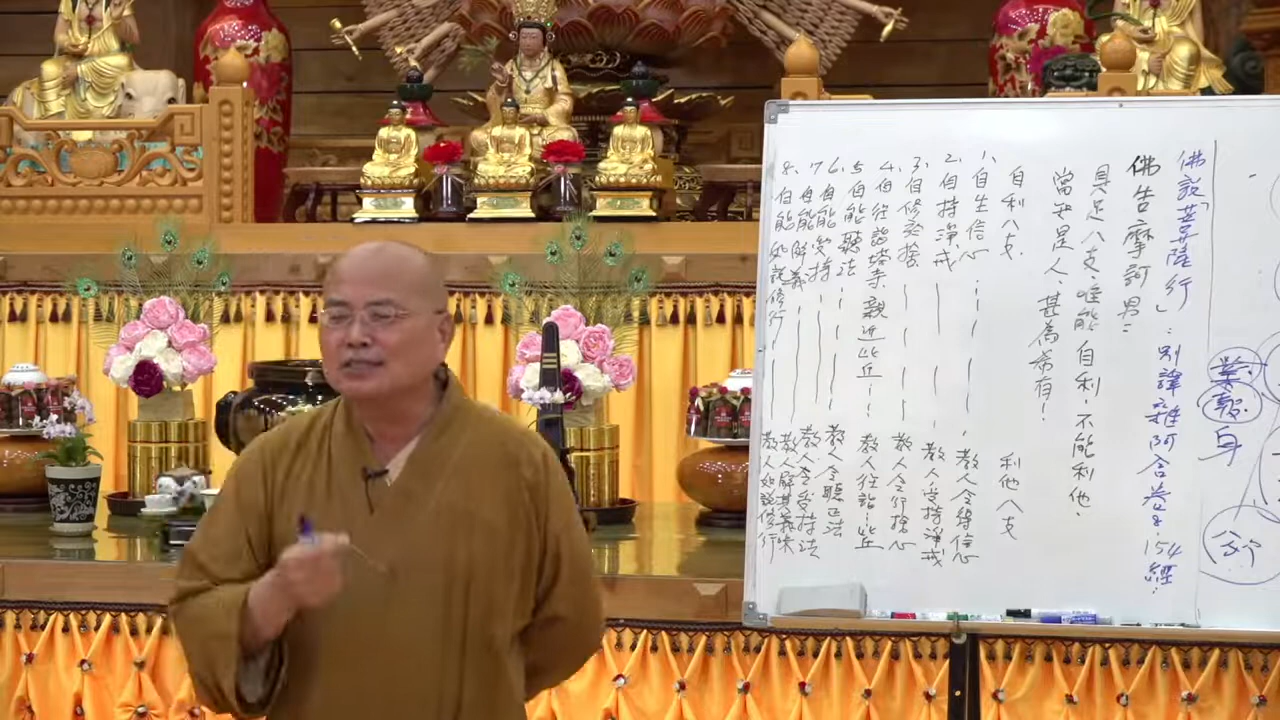 佛說「菩薩行」：別譯雜阿含卷8.154經.
佛告摩訶男：
具足八支，唯能自利，不能利他.
當知是人，甚為希有！
自利八支. 利他八支
1、自生信心 教人令得信心
2、自持淨戒 教人受持淨戒
3、自修惠捨 教人令行捨心
4、自往詣塔寺親近比丘 教人往詣比丘
5、自能聽法 教人令聽正法
6、自能受持 教人令受持法
7、自能解義 教人解其義味
8、自能如說修行 教人如說修行
業.
報.
身